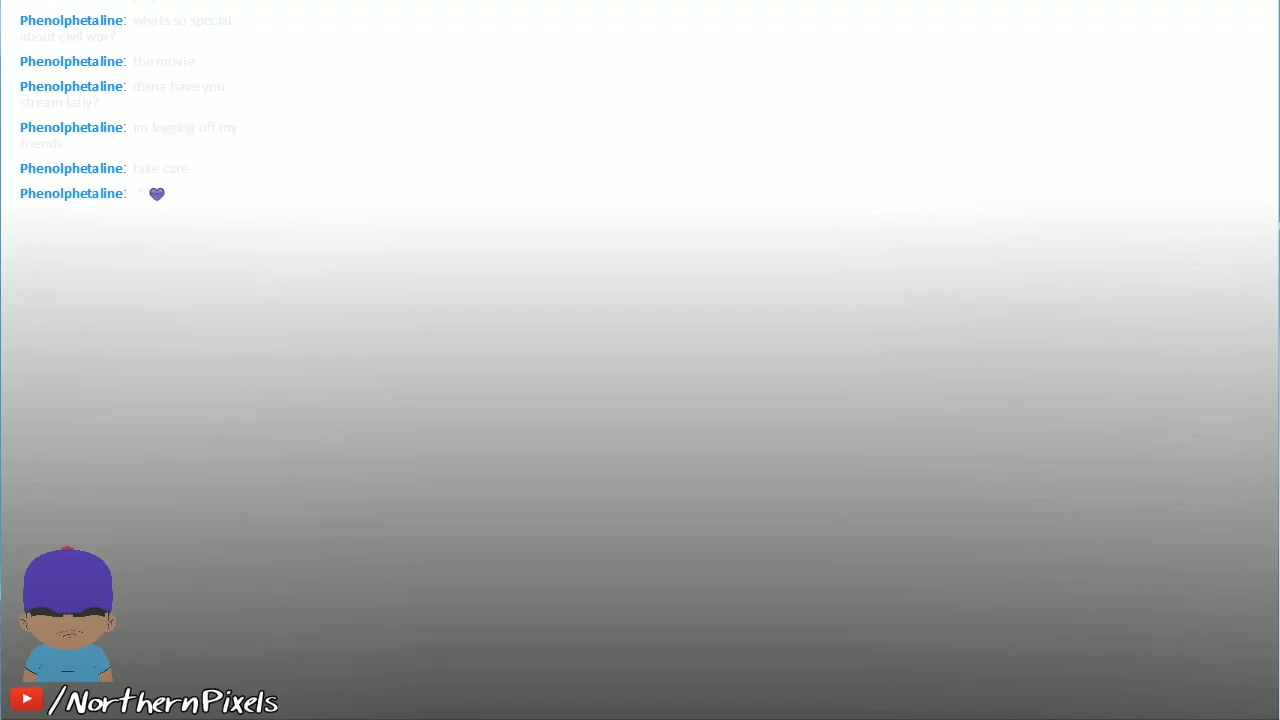 Phenolphetaline: whats so special
about civil war?
Phenolphetaline: the movie
Phenolphetaline: diana have you
stream latly?
Phenolphetaline: im logging off my
friends
Phenolphetaline: take care
Phenolphetaline: :*
/NorthernPixels